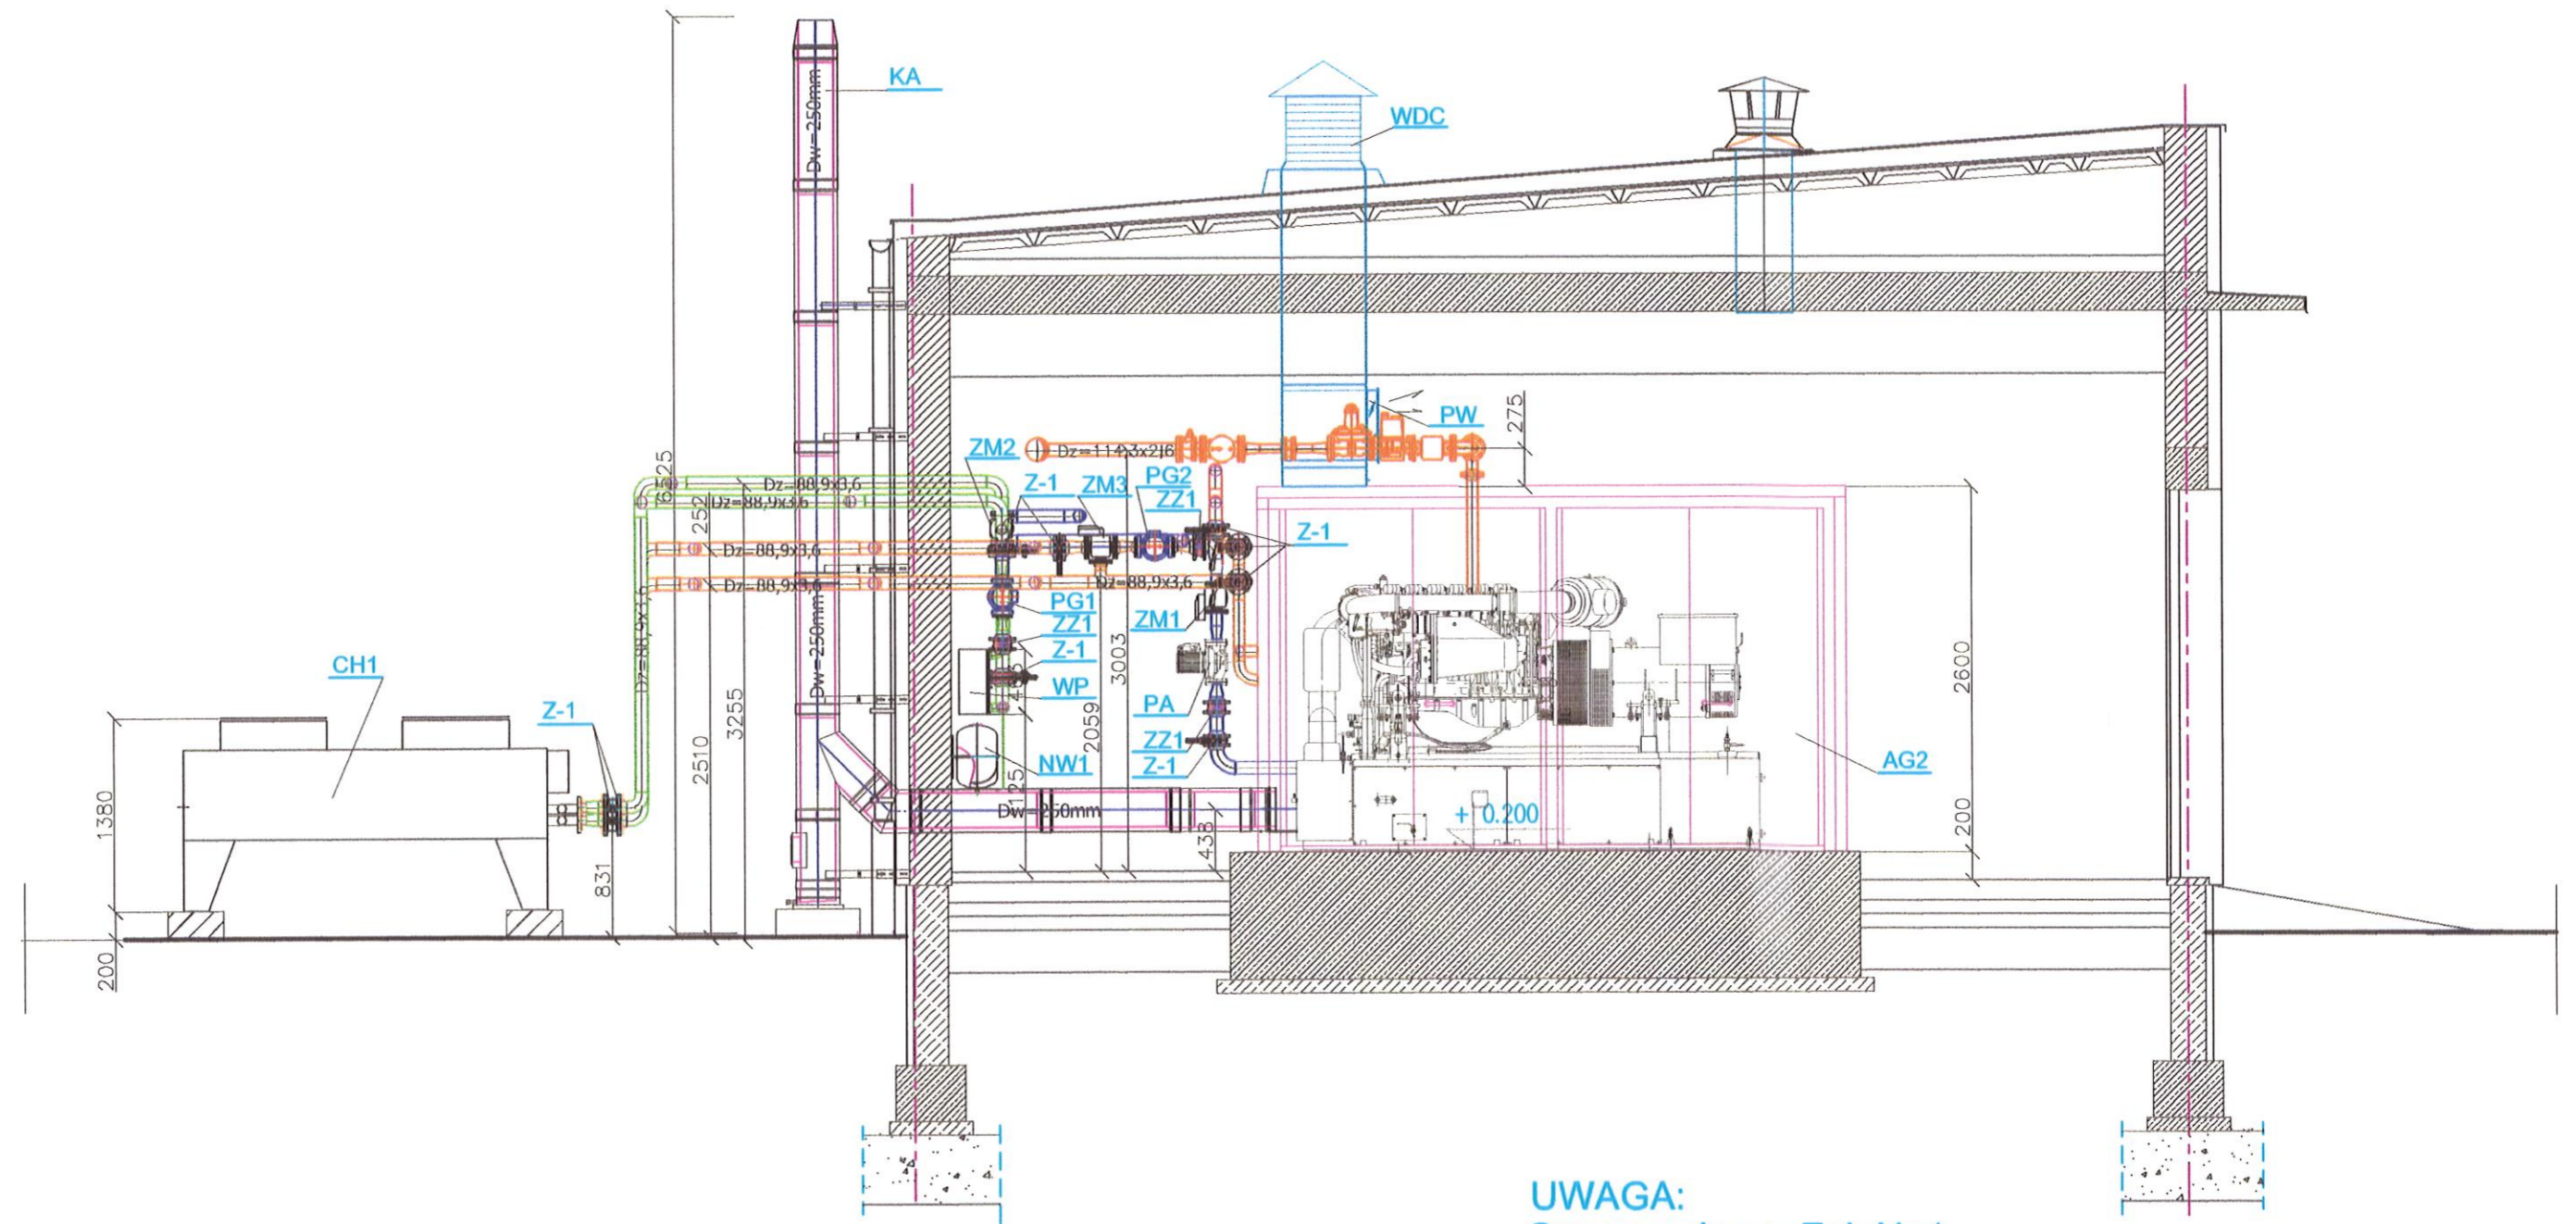 KA
Dw=250mm
WDC
PW
275
ZM2
Dz=114,3x2,6
6525
Dz=88,9x3,6
252
Dz=88,9x3,6
Z-1
ZM3
PG2
ZZ1
Z-1
Dz=88,9x3,6
Dz=88,9x3,6
Dz=88,9x3,6
PG1
ZZ1
ZM1
Z-1
WP
3003
Dz=88,9x3,6
Dw=250mm
CH1
Z-1
PA
ZZ1
Z-1
2600
3255
2510
2059
NW1
AG2
1125
1380
Dw=250mm
438
+ 0.200
200
831
200
UWAGA: